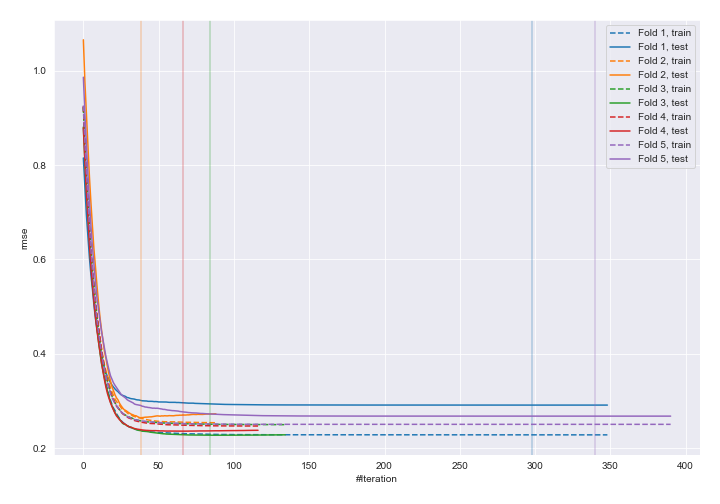 1.0
0.8
0.6
0.4
0.2
rmse
0
50
100
150
200
250
300
350
400
#Iteration
Fold 1, train
Fold 1, test
Fold 2, train
Fold 2, test
Fold 3, train
Fold 3, test
Fold 4, train
Fold 4, test
Fold 5, train
Fold 5, test